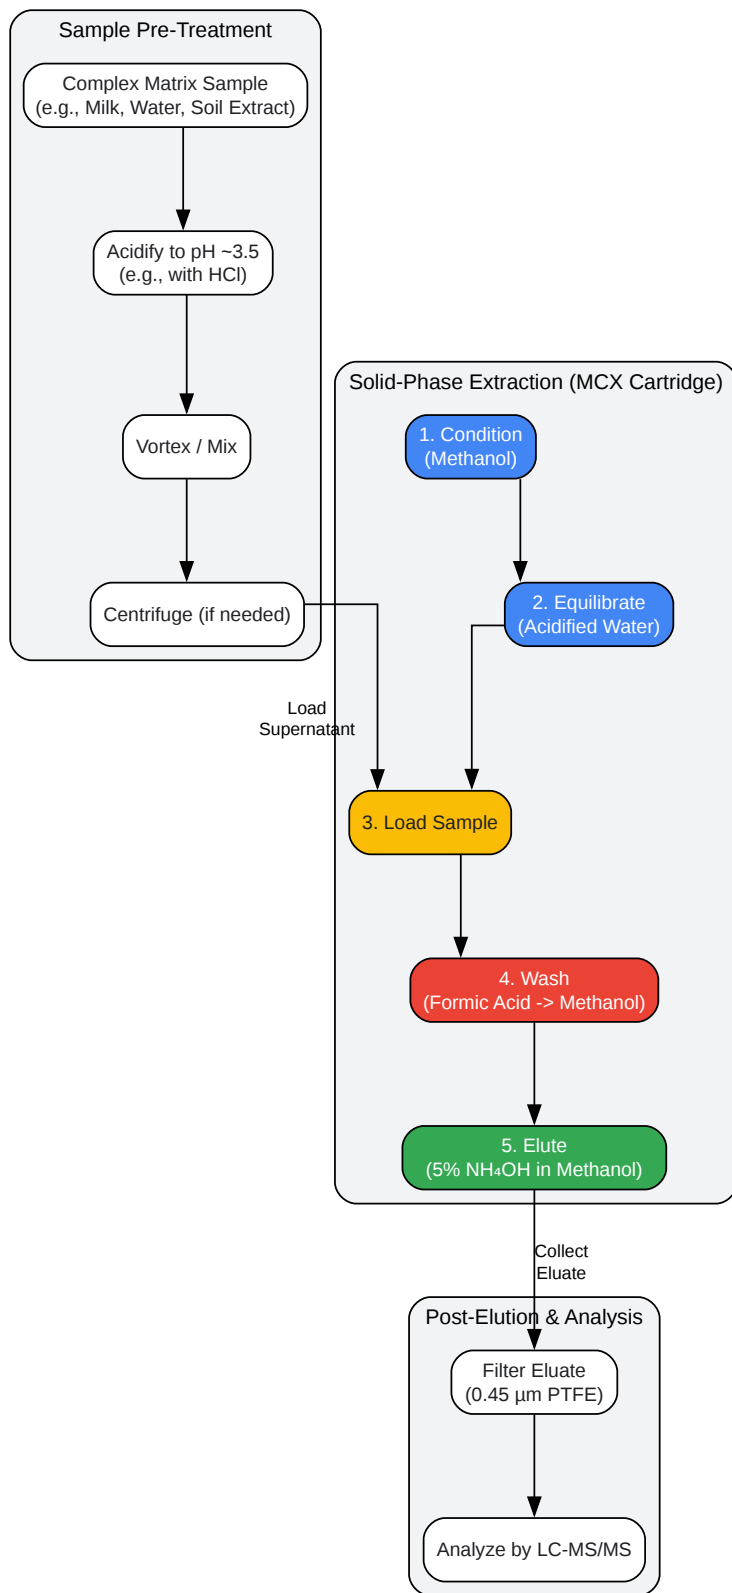 Sample Pre-Treatment
Complex Matrix Sample
(e.g., Milk, Water, Soil Extract)
Acidify to pH ~3.5
(e.g., with HCl)
Vortex / Mix
Centrifuge (if needed)
Load
Supernatant
Solid-Phase Extraction (MCX Cartridge)
1. Condition
(Methanol)
2. Equilibrate
(Acidified Water)
3. Load Sample
4. Wash
(Formic Acid -> Methanol)
5. Elute
(5% NH₄OH in Methanol)
Collect
Eluate
Post-Elution & Analysis
Filter Eluate
(0.45 µm PTFE)
Analyze by LC-MS/MS